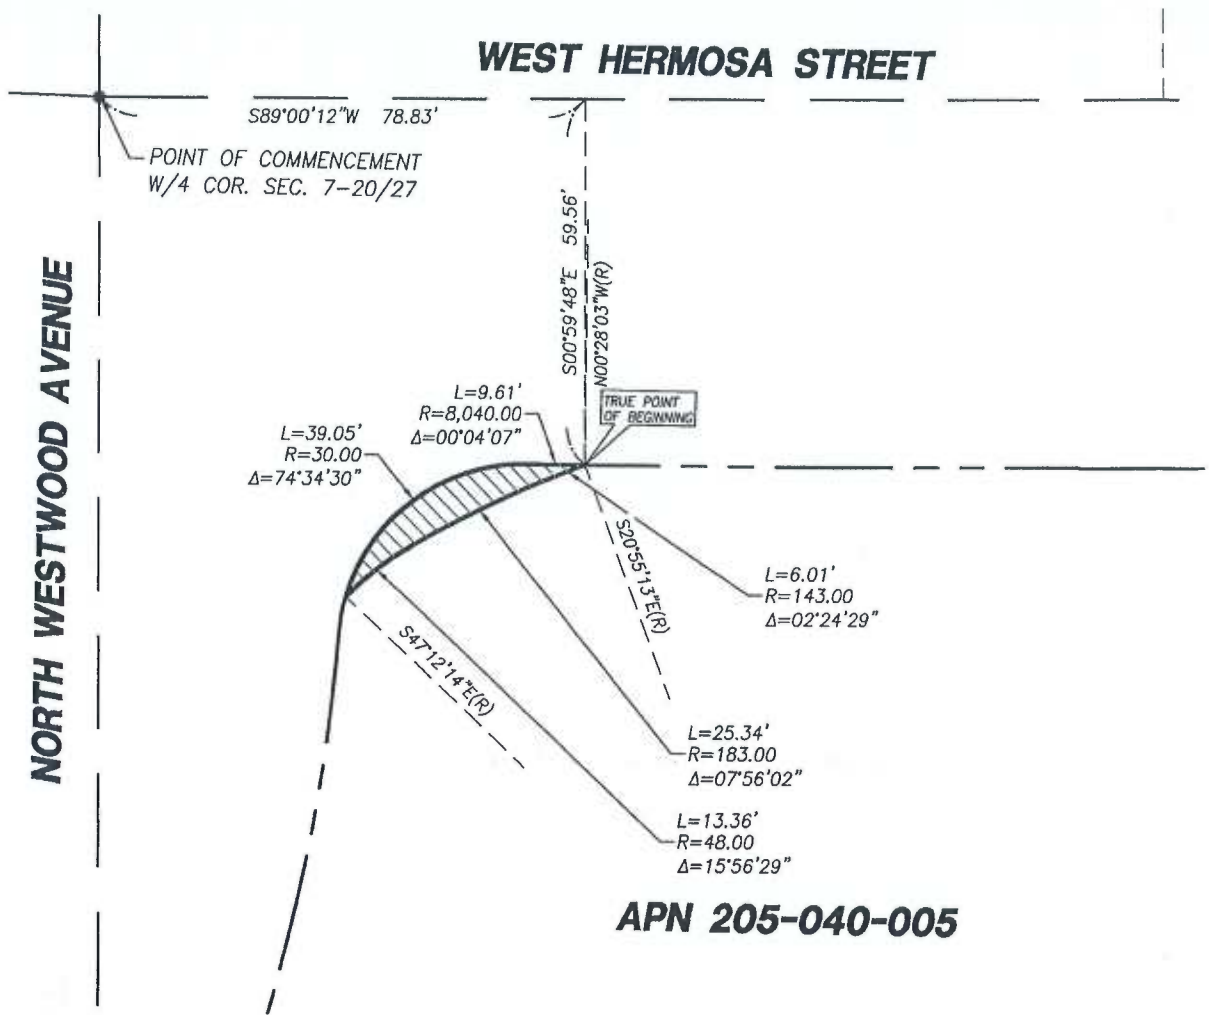 WEST HERMOSA STREET
S89°00'12"W 78.83'
POINT OF COMMENCEMENT
W/4 COR. SEC. 7-20/27
NORTH WESTWOOD AVENUE
S00°59'48"E 59.56'
N00°28'03"W(R)
TRUE POINT
OF BEGINNING
L=9.61'
R=8,040.00
Δ=00°04'07"
L=39.05'
R=30.00
Δ=74°34'30"
S20°55'13"E(R)
L=6.01'
R=143.00
Δ=02°24'29"
S47°12'14"E(R)
L=25.34'
R=183.00
Δ=07°56'02"
L=13.36'
R=48.00
Δ=15°56'29"
APN 205-040-005